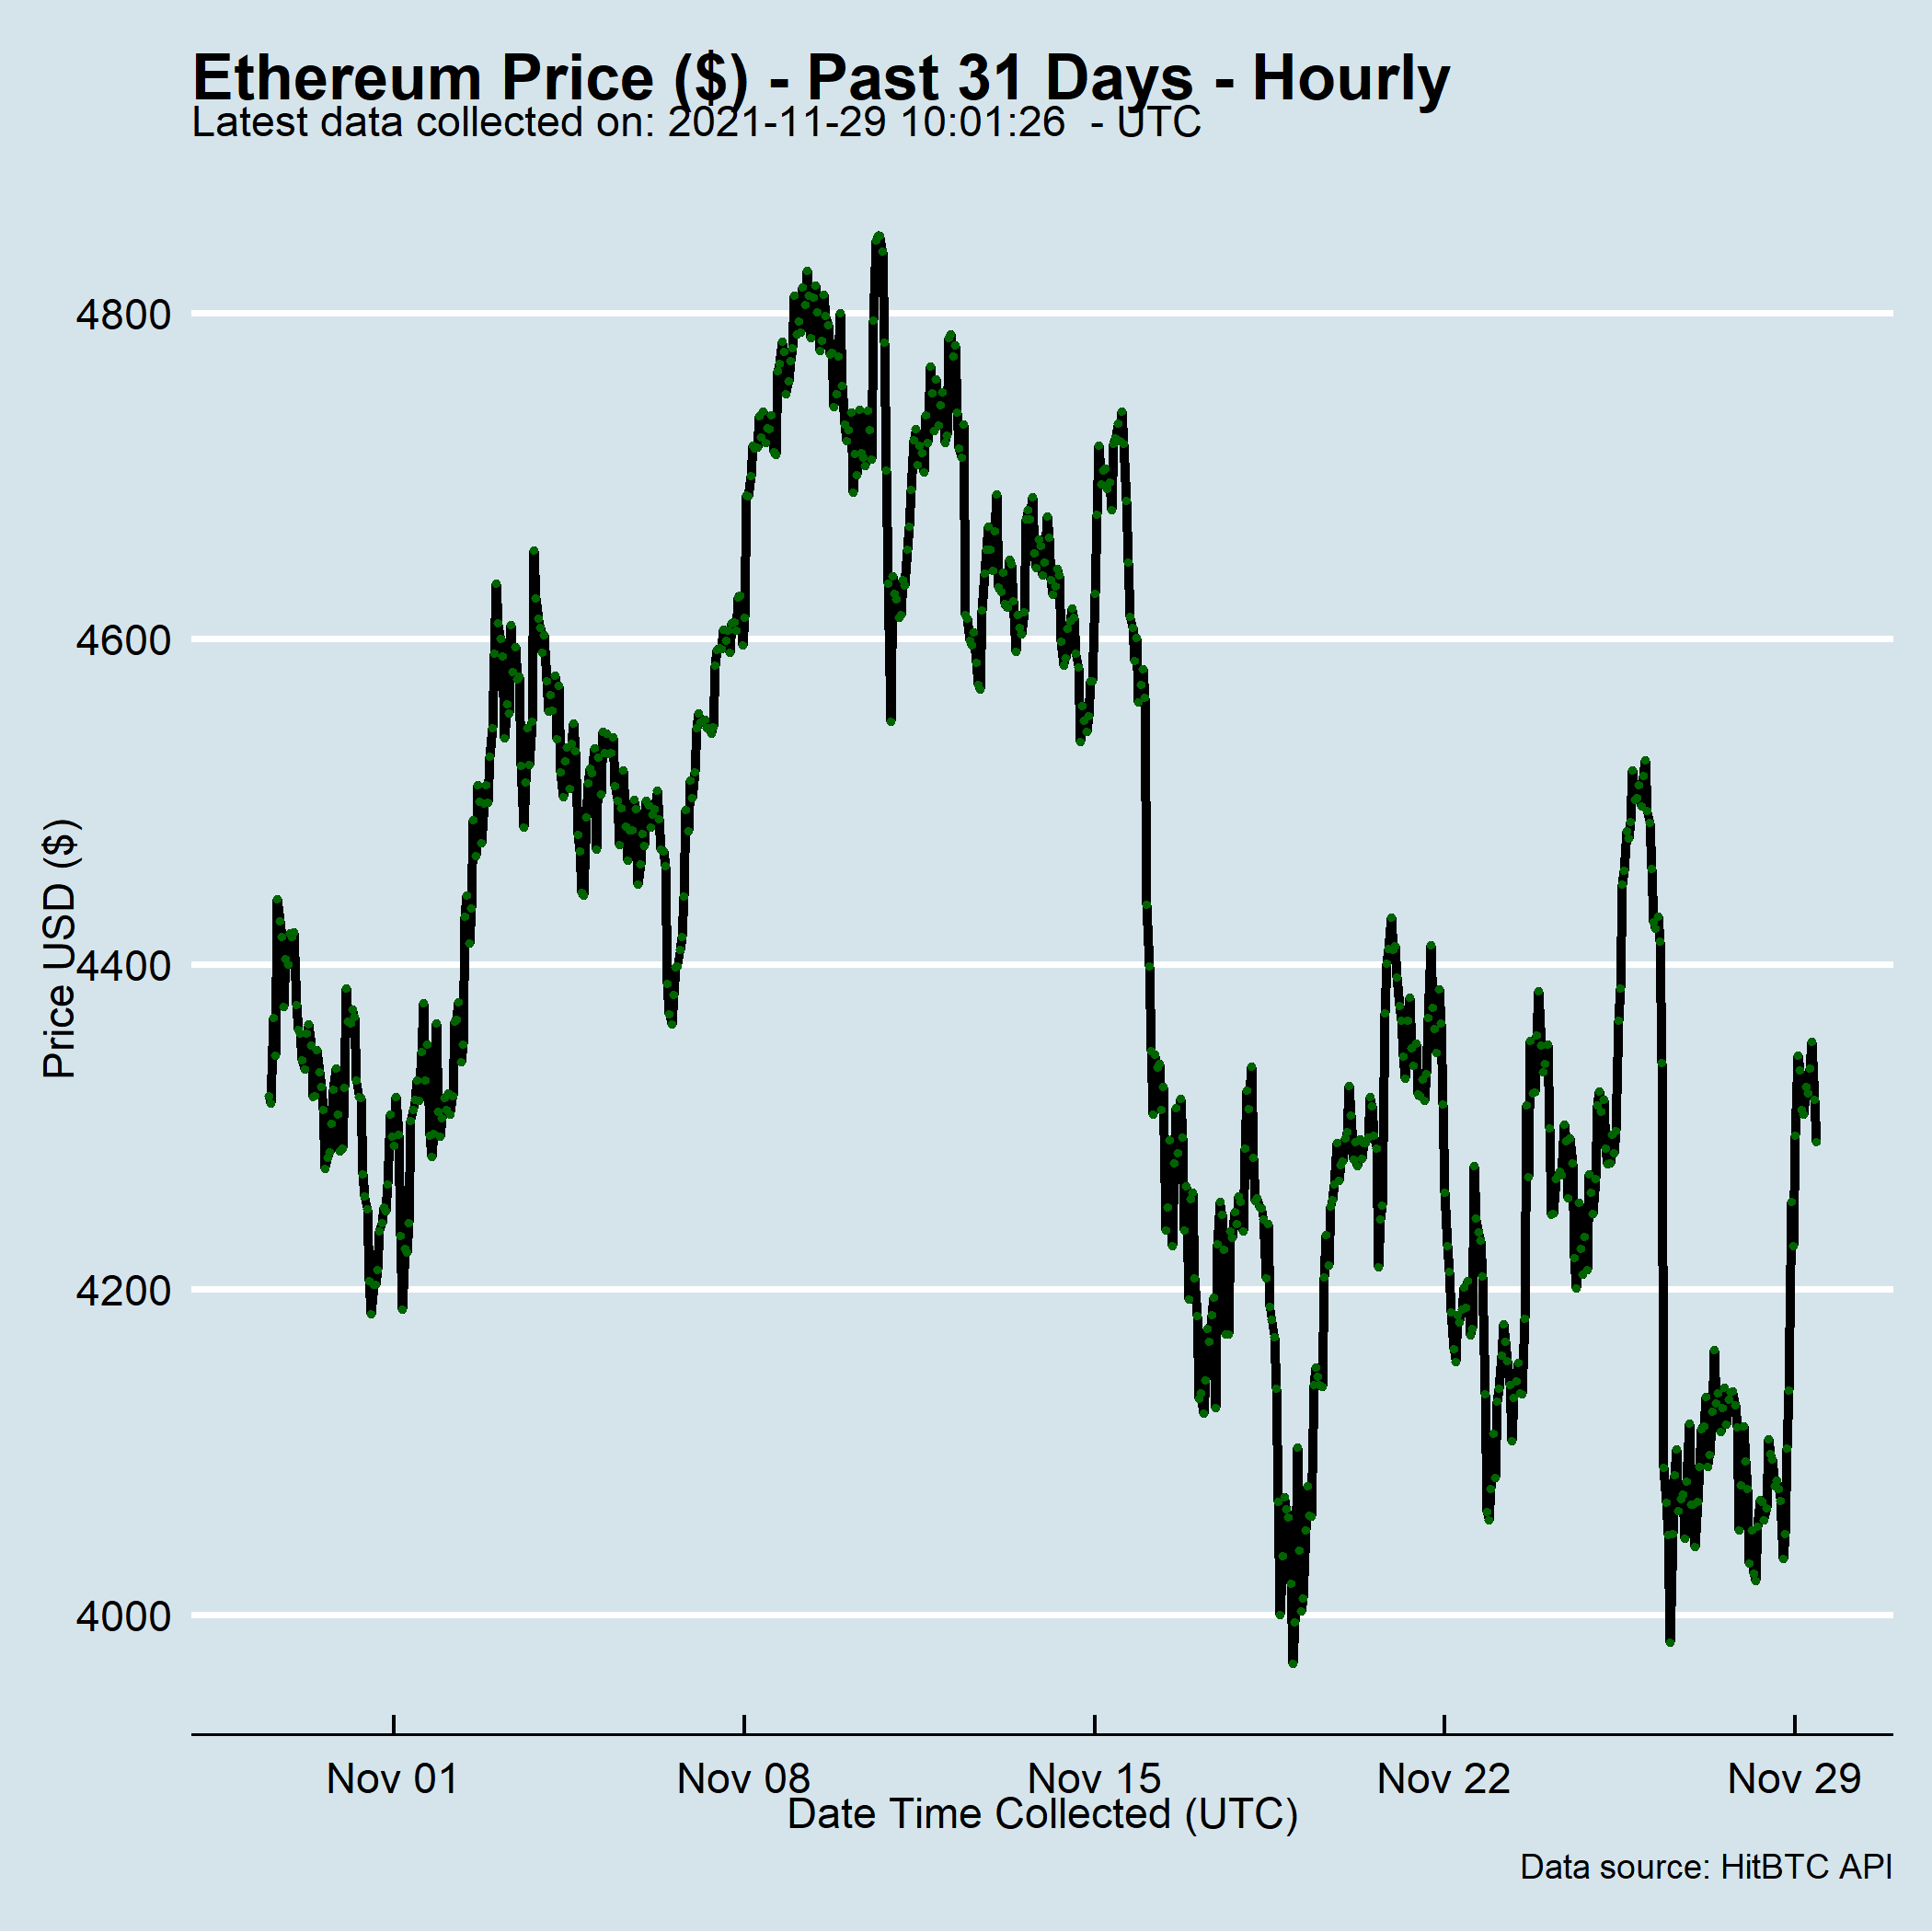 Ethereum Price ($) - Past 31 Days - Hourly
Latest data collected on: 2021-11-29 10:01:26  - UTC
Price USD ($)
4800
4600
4400
4200
4000
Nov 01 Nov 08 Nov 15 Nov 22 Nov 29
Date Time Collected (UTC)
Data source: HitBTC API